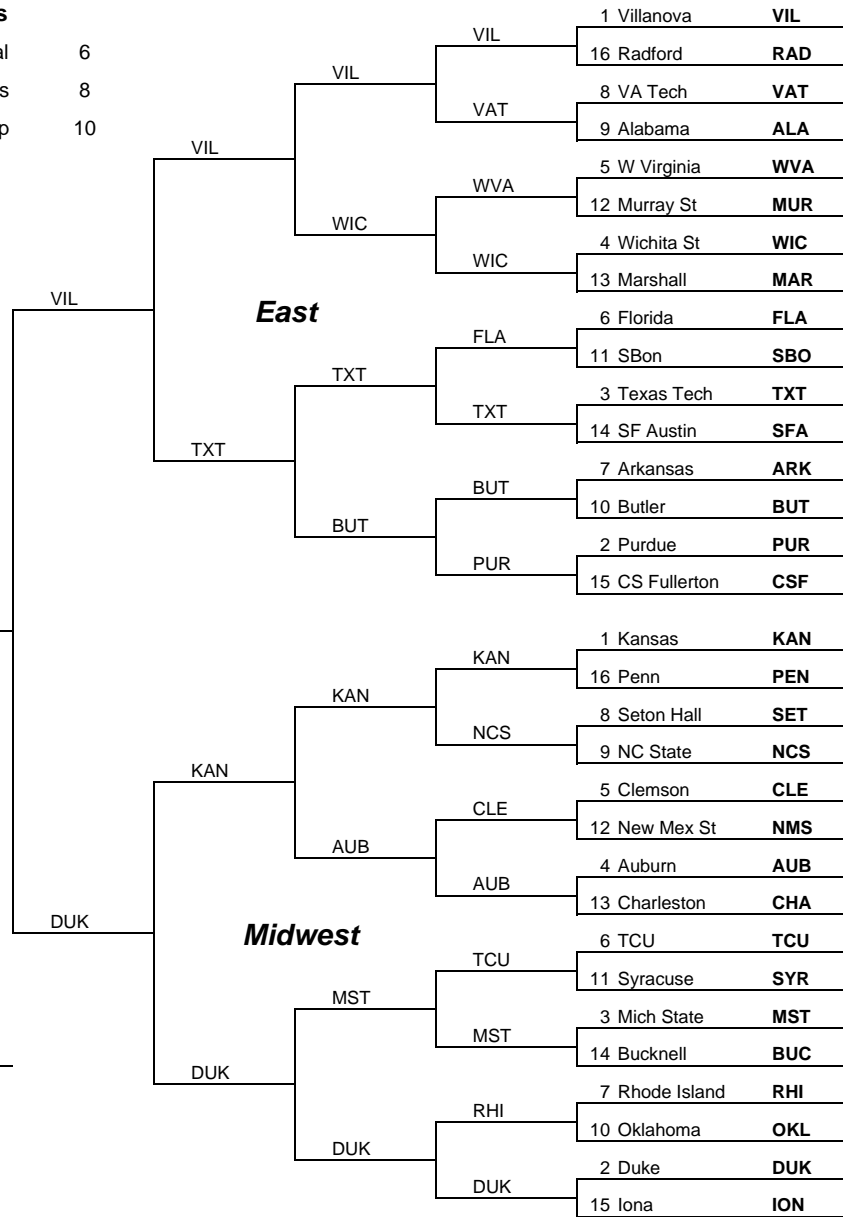 s
al 6
s 8
p 10
1 Villanova VIL
VIL
16 Radford RAD
VIL
8 VA Tech VAT
VAT
9 Alabama ALA
VIL
5 W Virginia WVA
WVA
12 Murray St MUR
WIC
4 Wichita St WIC
WIC
13 Marshall MAR
VIL
East
6 Florida FLA
FLA
11 SBon SBO
TXT
3 Texas Tech TXT
TXT
14 SF Austin SFA
TXT
7 Arkansas ARK
BUT
10 Butler BUT
BUT
2 Purdue PUR
PUR
15 CS Fullerton CSF
1 Kansas KAN
KAN
16 Penn PEN
KAN
8 Seton Hall SET
NCS
9 NC State NCS
KAN
5 Clemson CLE
CLE
12 New Mex St NMS
AUB
4 Auburn AUB
AUB
13 Charleston CHA
DUK
Midwest
6 TCU TCU
TCU
11 Syracuse SYR
MST
3 Mich State MST
MST
14 Bucknell BUC
DUK
7 Rhode Island RHI
RHI
10 Oklahoma OKL
DUK
2 Duke DUK
DUK
15 Iona ION